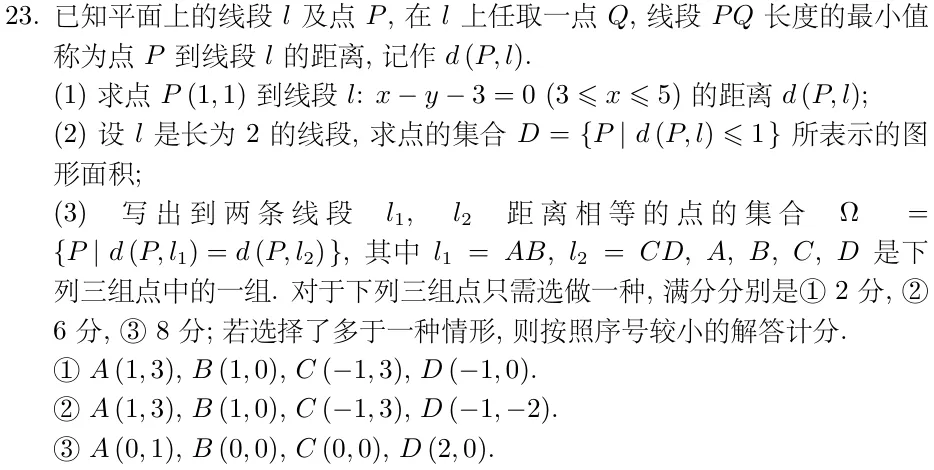 23. 已知平面上的线段 l 及点 P, 在 l 上任取一点 Q, 线段 PQ 长度的最小值
称为点 P 到线段 l 的距离, 记作 d (P, l).
(1) 求点 P (1, 1) 到线段 l: x − y − 3 = 0 (3 ⩽ x ⩽ 5) 的距离 d (P, l);
(2) 设 l 是长为 2 的线段, 求点的集合 D = {P | d (P, l) ⩽ 1} 所表示的图
形面积;
(3) 写出到两条线段 l₁, l₂ 距离相等的点的集合 Ω =
{P | d (P, l₁) = d (P, l₂)}, 其中 l₁ = AB, l₂ = CD, A, B, C, D 是下
列三组点中的一组. 对于下列三组点只需选做一种, 满分分别是① 2 分, ②
6 分, ③ 8 分; 若选择了多于一种情形, 则按照序号较小的解答计分.
① A (1, 3), B (1, 0), C (−1, 3), D (−1, 0).
② A (1, 3), B (1, 0), C (−1, 3), D (−1, −2).
③ A (0, 1), B (0, 0), C (0, 0), D (2, 0).